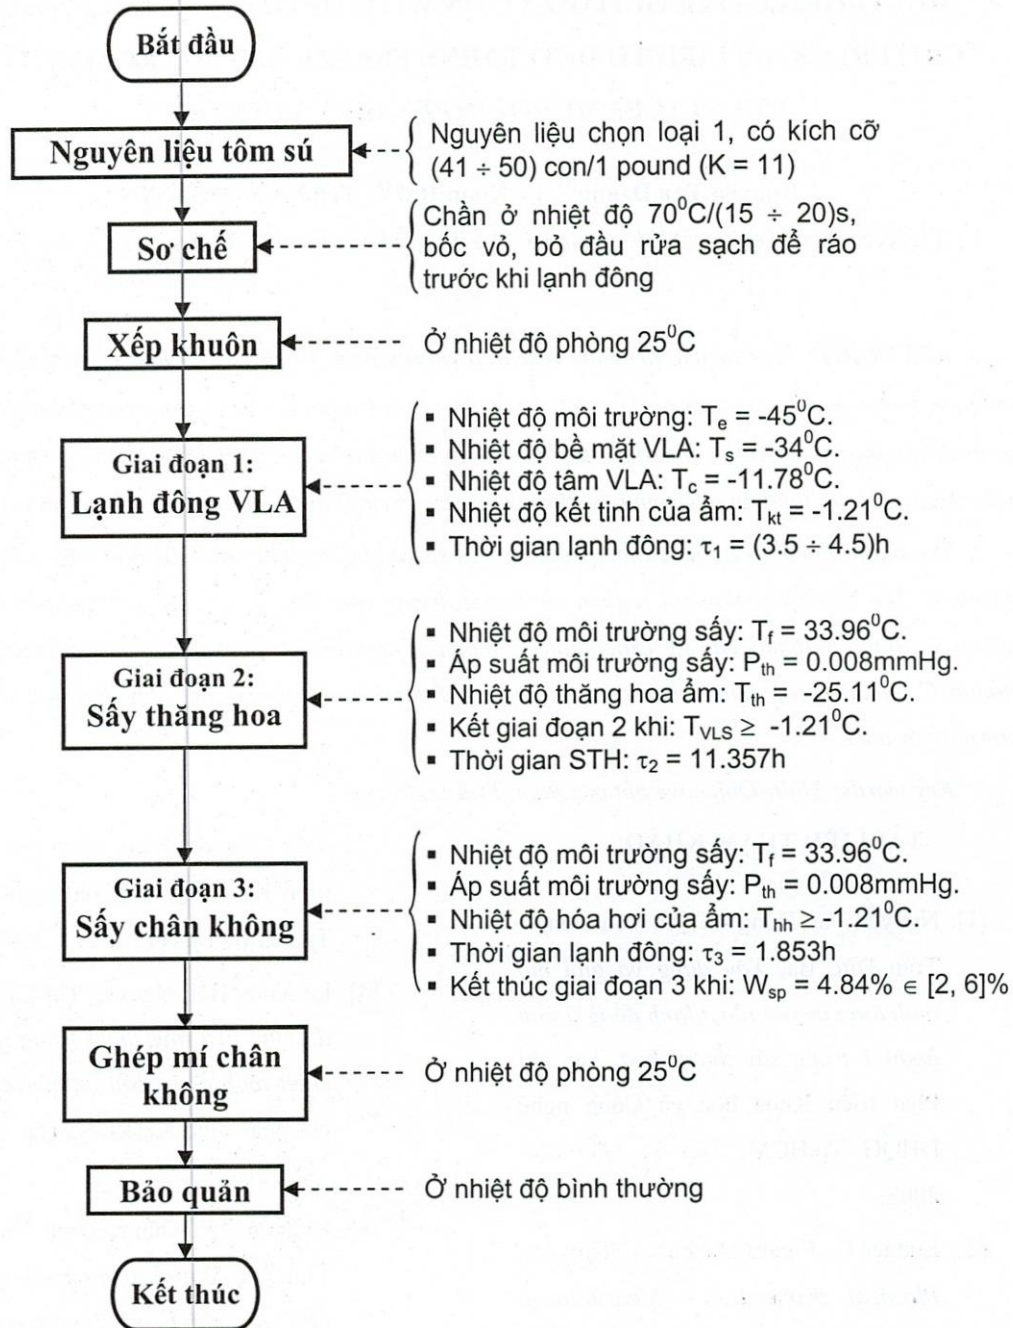 Bắt đầu
Nguyên liệu tôm sú
Nguyên liệu chọn loại 1, có kích cỡ
(41 ÷ 50) con/1 pound (K = 11)
Sơ chế
Chần ở nhiệt độ 70⁰C/(15 ÷ 20)s,
bốc vỏ, bỏ đầu rửa sạch để ráo
trước khi lạnh đông
Xếp khuôn
Ở nhiệt độ phòng 25⁰C
Giai đoạn 1:
Lạnh đông VLA
▪ Nhiệt độ môi trường: Tₑ = -45⁰C.
▪ Nhiệt độ bề mặt VLA: Tₛ = -34⁰C.
▪ Nhiệt độ tâm VLA: T_c = -11.78⁰C.
▪ Nhiệt độ kết tinh của ẩm: T_kt = -1.21⁰C.
▪ Thời gian lạnh đông: τ₁ = (3.5 ÷ 4.5)h
Giai đoạn 2:
Sấy thăng hoa
▪ Nhiệt độ môi trường sấy: T_f = 33.96⁰C.
▪ Áp suất môi trường sấy: P_th = 0.008mmHg.
▪ Nhiệt độ thăng hoa ẩm: T_th = -25.11⁰C.
▪ Kết giai đoạn 2 khi: T_VLS ≥ -1.21⁰C.
▪ Thời gian STH: τ₂ = 11.357h
Giai đoạn 3:
Sấy chân không
▪ Nhiệt độ môi trường sấy: T_f = 33.96⁰C.
▪ Áp suất môi trường sấy: P_th = 0.008mmHg.
▪ Nhiệt độ hóa hơi của ẩm: T_hh ≥ -1.21⁰C.
▪ Thời gian lạnh đông: τ₃ = 1.853h
▪ Kết thúc giai đoạn 3 khi: W_sp = 4.84% ∈ [2, 6]%
Ghép mí chân
không
Ở nhiệt độ phòng 25⁰C
Bảo quản
Ở nhiệt độ bình thường
Kết thúc